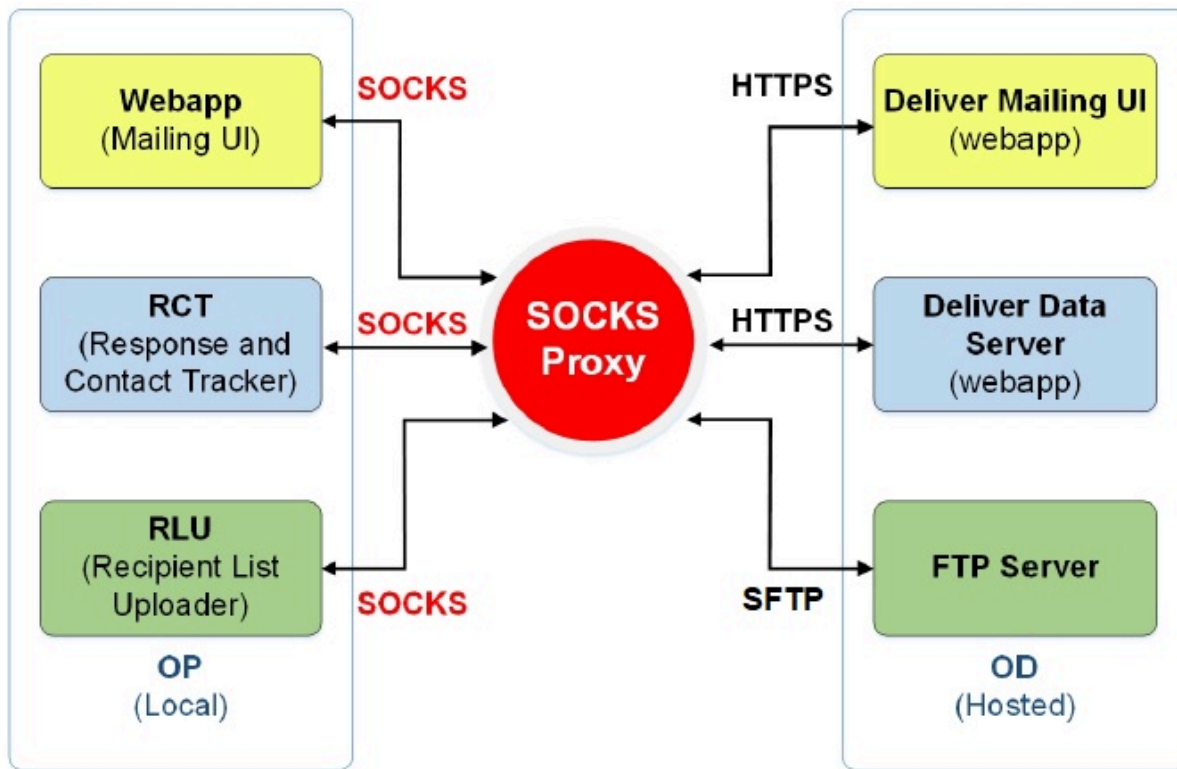 Webapp
(Mailing UI)
SOCKS
RCT
(Response and
Contact Tracker)
SOCKS
RLU
(Recipient List
Uploader)
SOCKS
OP
(Local)
SOCKS
Proxy
HTTPS
Deliver Mailing UI
(webapp)
HTTPS
Deliver Data
Server
(webapp)
FTP Server
SFTP
OD
(Hosted)